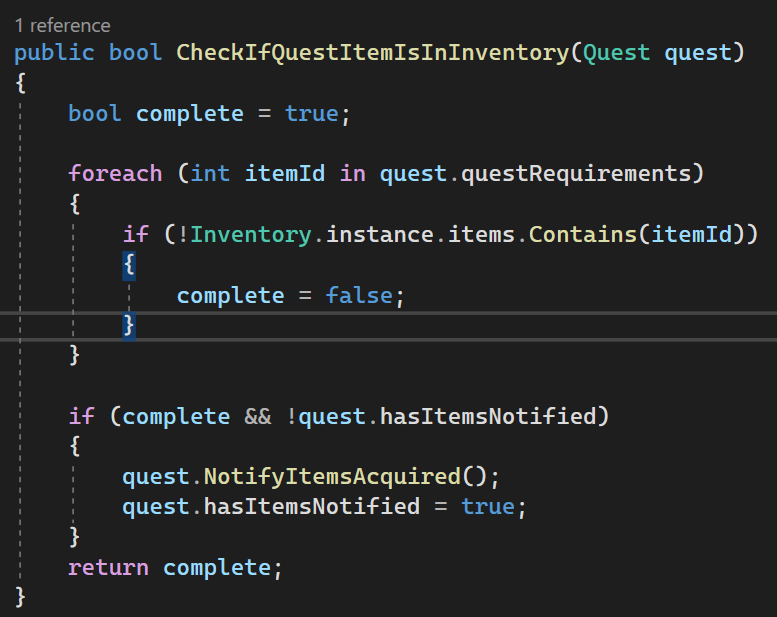 1 reference
public bool CheckIfQuestItemIsInInventory(Quest quest)
{
    bool complete = true;

    foreach (int itemId in quest.questRequirements)
    {
        if (!Inventory.instance.items.Contains(itemId))
        {
            complete = false;
        }
    }

    if (complete && !quest.hasItemsNotified)
    {
        quest.NotifyItemsAcquired();
        quest.hasItemsNotified = true;
    }
    return complete;
}